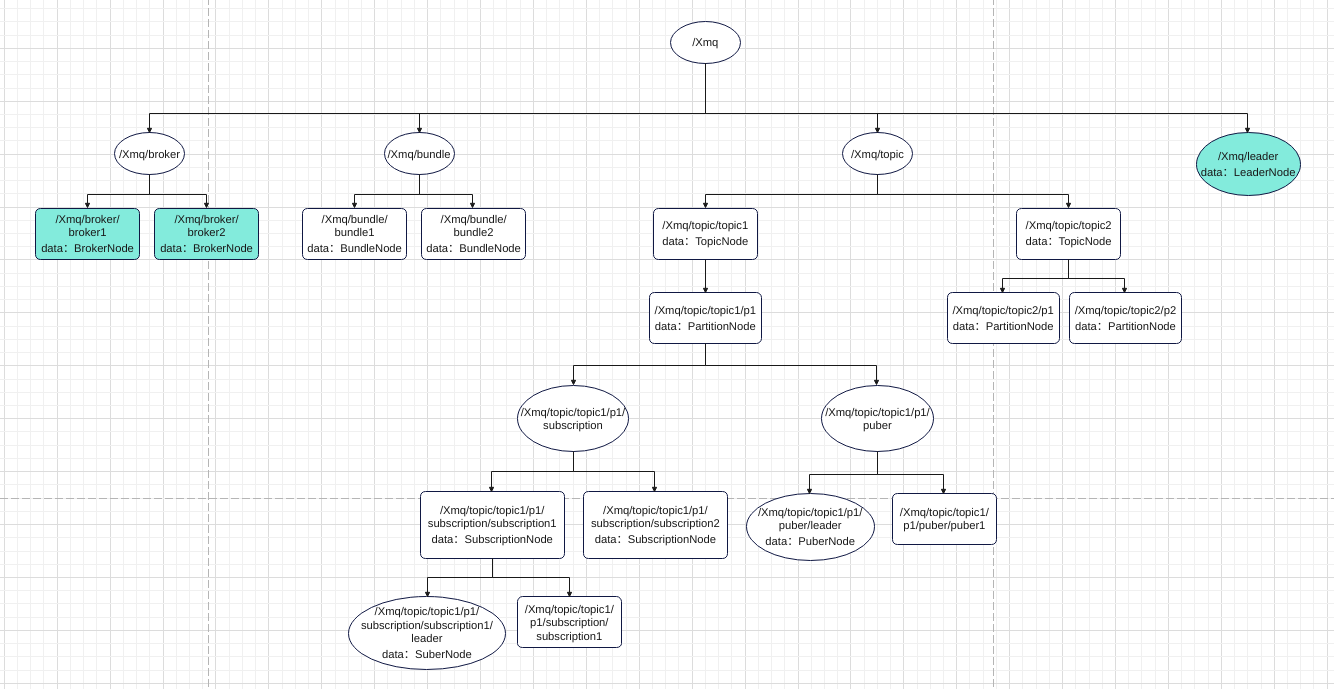 /Xmq
/Xmq/broker
/Xmq/bundle
/Xmq/topic
/Xmq/leader
data：LeaderNode
/Xmq/broker/
broker1
data：BrokerNode
/Xmq/broker/
broker2
data：BrokerNode
/Xmq/bundle/
bundle1
data：BundleNode
/Xmq/bundle/
bundle2
data：BundleNode
/Xmq/topic/topic1
data：TopicNode
/Xmq/topic/topic2
data：TopicNode
/Xmq/topic/topic1/p1
data：PartitionNode
/Xmq/topic/topic2/p1
data：PartitionNode
/Xmq/topic/topic2/p2
data：PartitionNode
/Xmq/topic/topic1/p1/
subscription
/Xmq/topic/topic1/p1/
puber
/Xmq/topic/topic1/p1/
subscription/subscription1
data：SubscriptionNode
/Xmq/topic/topic1/p1/
subscription/subscription2
data：SubscriptionNode
/Xmq/topic/topic1/p1/
puber/leader
data：PuberNode
/Xmq/topic/topic1/
p1/puber/puber1
/Xmq/topic/topic1/p1/
subscription/subscription1/
leader
data：SuberNode
/Xmq/topic/topic1/
p1/subscription/
subscription1